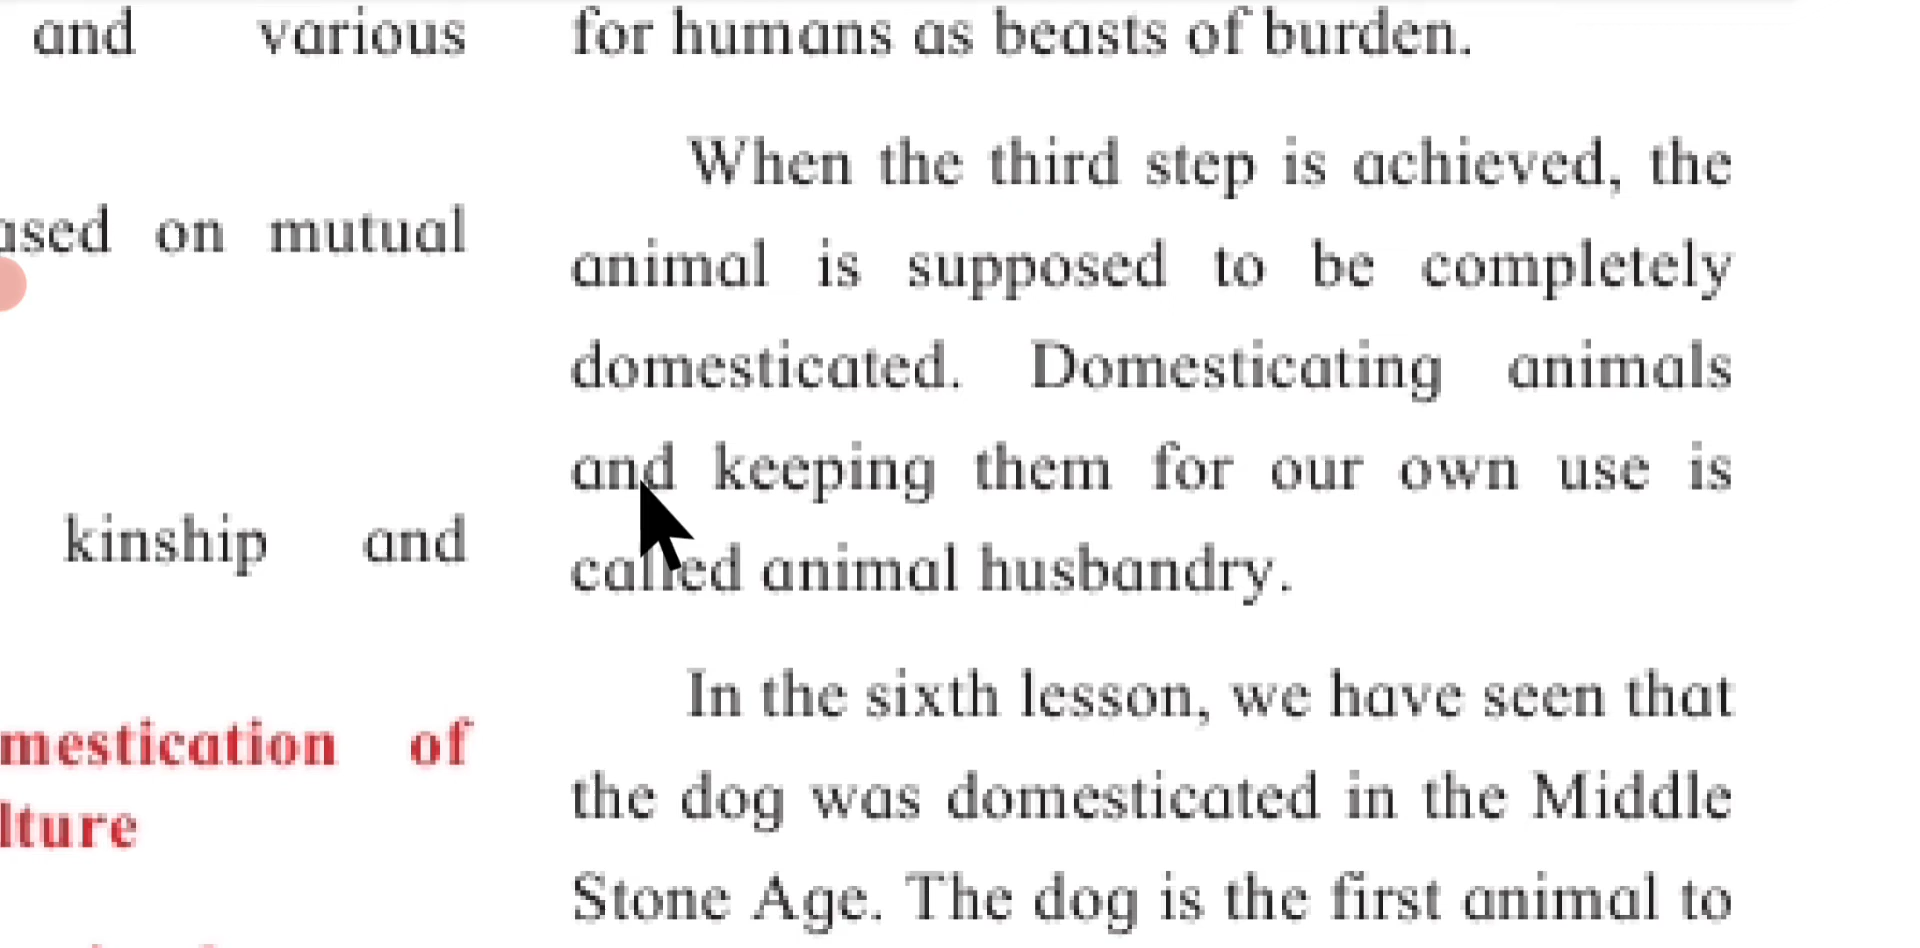 and various
on mutual
kinship and
of
for humans as beasts of burden.
When the third step is achieved, the
animal is supposed to be completely
domesticated. Domesticating animals
and keeping them for our own use is
called animal husbandry.
In the sixth lesson, we have seen that
the dog was domesticated in the Middle
Stone Age. The dog is the first animal to